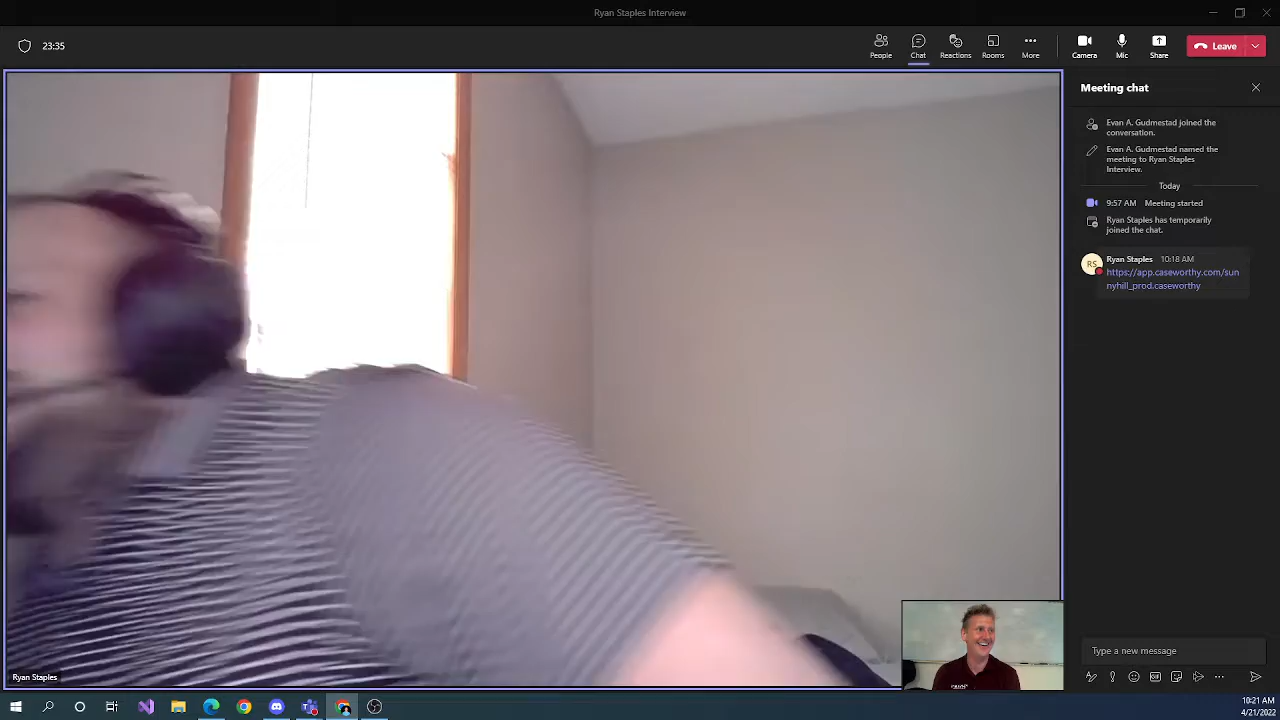 Ryan Staples Interview
23:35
People
Chat
Reactions
Rooms
More
Camera
Mic
Share
Leave
Meeting chat
Evan A. Gudmestad joined the
conversation.
Evan A. Gudmestad named the
meeting to Ryan Staples
Interview.
Today
9:57 AM Meeting started
Ryan Staples has temporarily
joined the chat.
RS
Ryan Staples 10:18 AM
https://app.caseworthy.com/sun
nyhill_prod.caseworthy
Ryan Staples
Type a new message
GIF
10:21 AM
4/21/2022